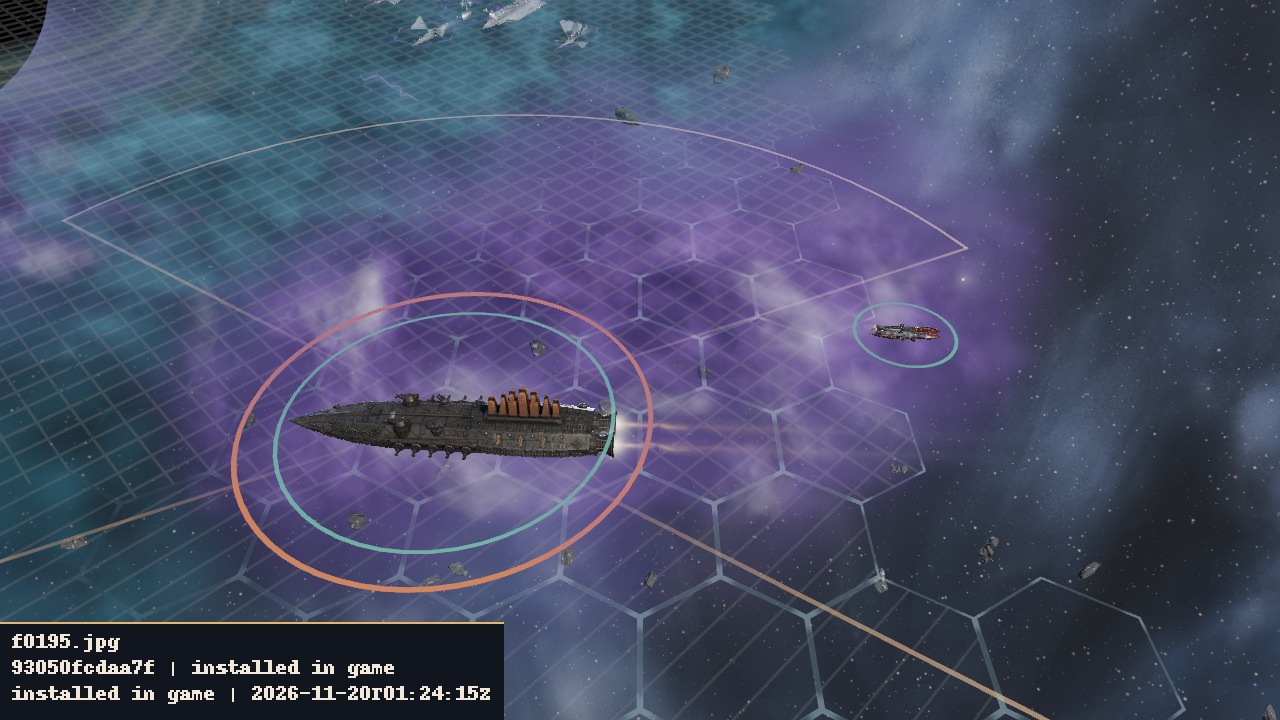 f0195.jpg
93050fcdaa7f | installed in game
installed in game | 2026-11-20T01:24:15Z